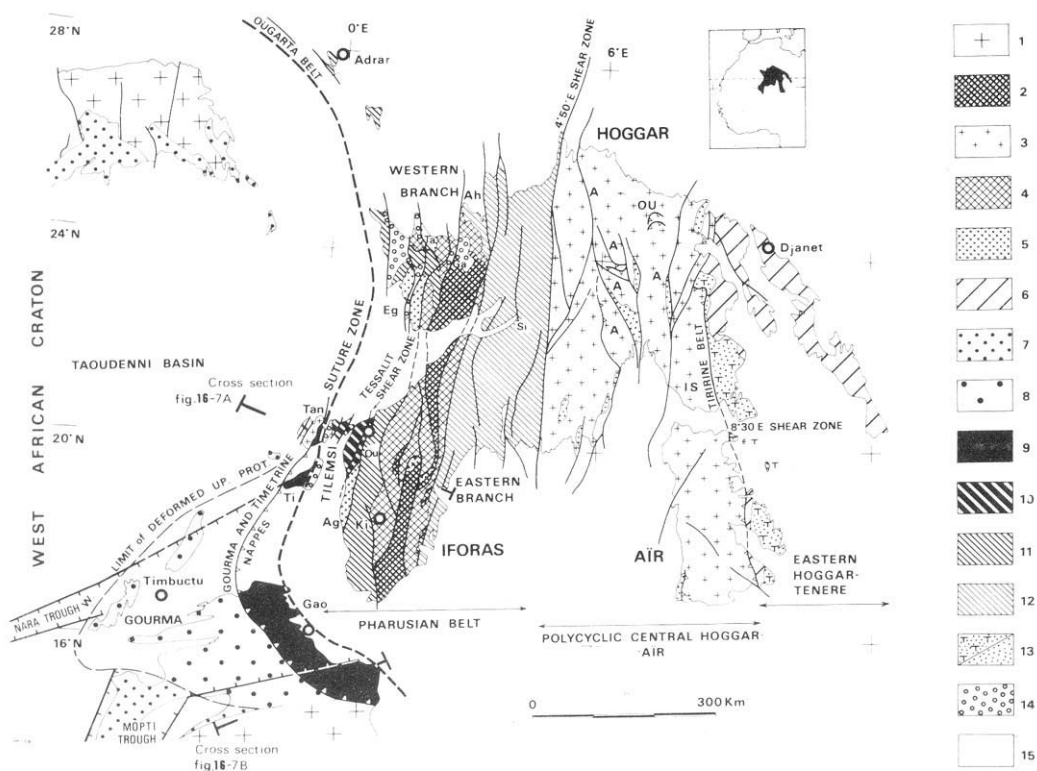 28°N
OUGARTA BELT
0°E
Adrar
6°E
4°50'E SHEAR ZONE
HOGGAR
WESTERN
BRANCH
Ah
A
OU
24°N
Djanet
A
A
A
A
Eg
Si
WEST AFRICAN CRATON
SUTURE ZONE
TESSALIT
SHEAR ZONE
TAOUDENNI BASIN
Cross section
fig.16-7A
IS
TIRIRINE BELT
Tan
20°N
8°30 E SHEAR ZONE
T
T
Ou
TILEMSI
LIMIT of DEFORMED UP. PROT.
Ti
EASTERN
BRANCH
Ag
Ki
GOURMA AND TIMETRINE
NAPPES
IFORAS
AÏR
Timbuctu
EASTERN
HOGGAR-
TENERE
NARA TROUGH W
GOURMA
Gao
16°N
PHARUSIAN BELT
POLYCYCLIC CENTRAL HOGGAR-
AÏR
0
300Km
MOPTI
TROUGH
Cross section
fig.16-7B
1
2
3
4
5
6
7
8
9
10
11
12
13
14
15